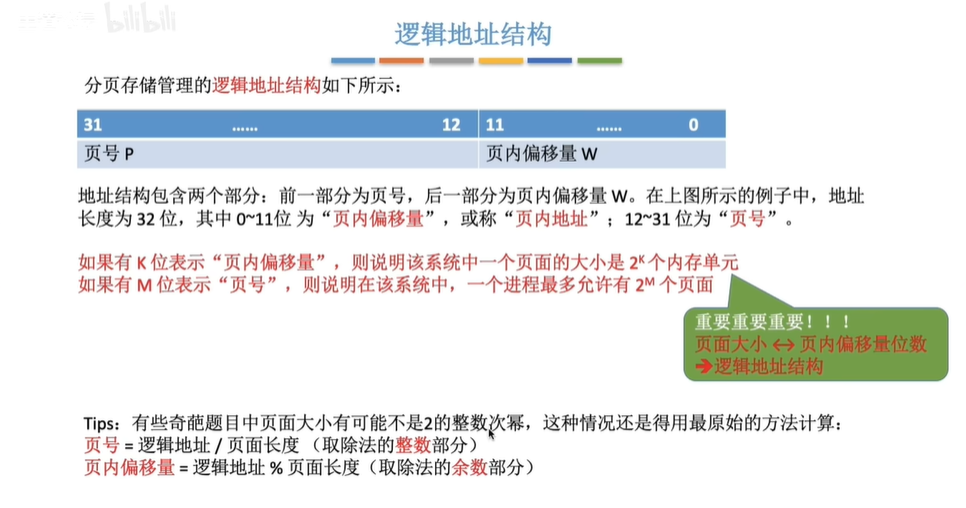 bilibili
逻辑地址结构
分页存储管理的逻辑地址结构如下所示：
31 …… 12 11 …… 0
页号 P 页内偏移量 W
地址结构包含两个部分：前一部分为页号，后一部分为页内偏移量 W。在上图所示的例子中，地址
长度为 32 位，其中 0~11位 为“页内偏移量”，或称“页内地址”；12~31 位为“页号”。
如果有 K 位表示“页内偏移量”，则说明该系统中一个页面的大小是 2ᴷ 个内存单元
如果有 M 位表示“页号”，则说明在该系统中，一个进程最多允许有 2ᴹ 个页面
重要重要重要！！！
页面大小 ↔ 页内偏移量位数
➔逻辑地址结构
Tips：有些奇葩题目中页面大小有可能不是2的整数次幂，这种情况还是得用最原始的方法计算：
页号 = 逻辑地址 / 页面长度 （取除法的整数部分）
页内偏移量 = 逻辑地址 % 页面长度（取除法的余数部分）